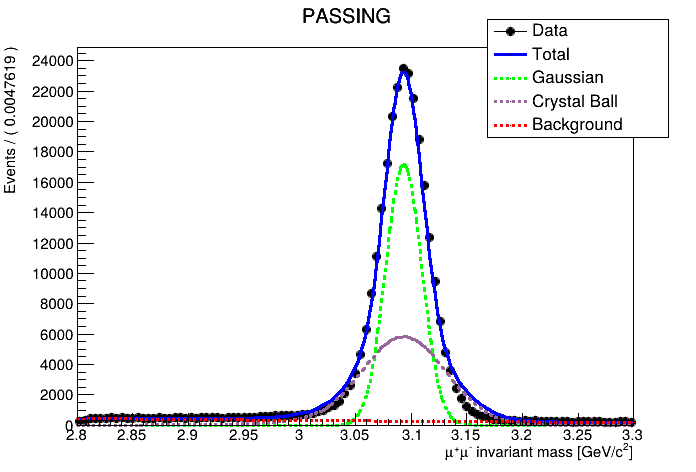 PASSING
Data
Total
Gaussian
Crystal Ball
Background
Events / ( 0.0047619 )
24000
22000
20000
18000
16000
14000
12000
10000
8000
6000
4000
2000
0
2.8 2.85 2.9 2.95 3 3.05 3.1 3.15 3.2 3.25 3.3
μ⁺μ⁻ invariant mass [GeV/c²]